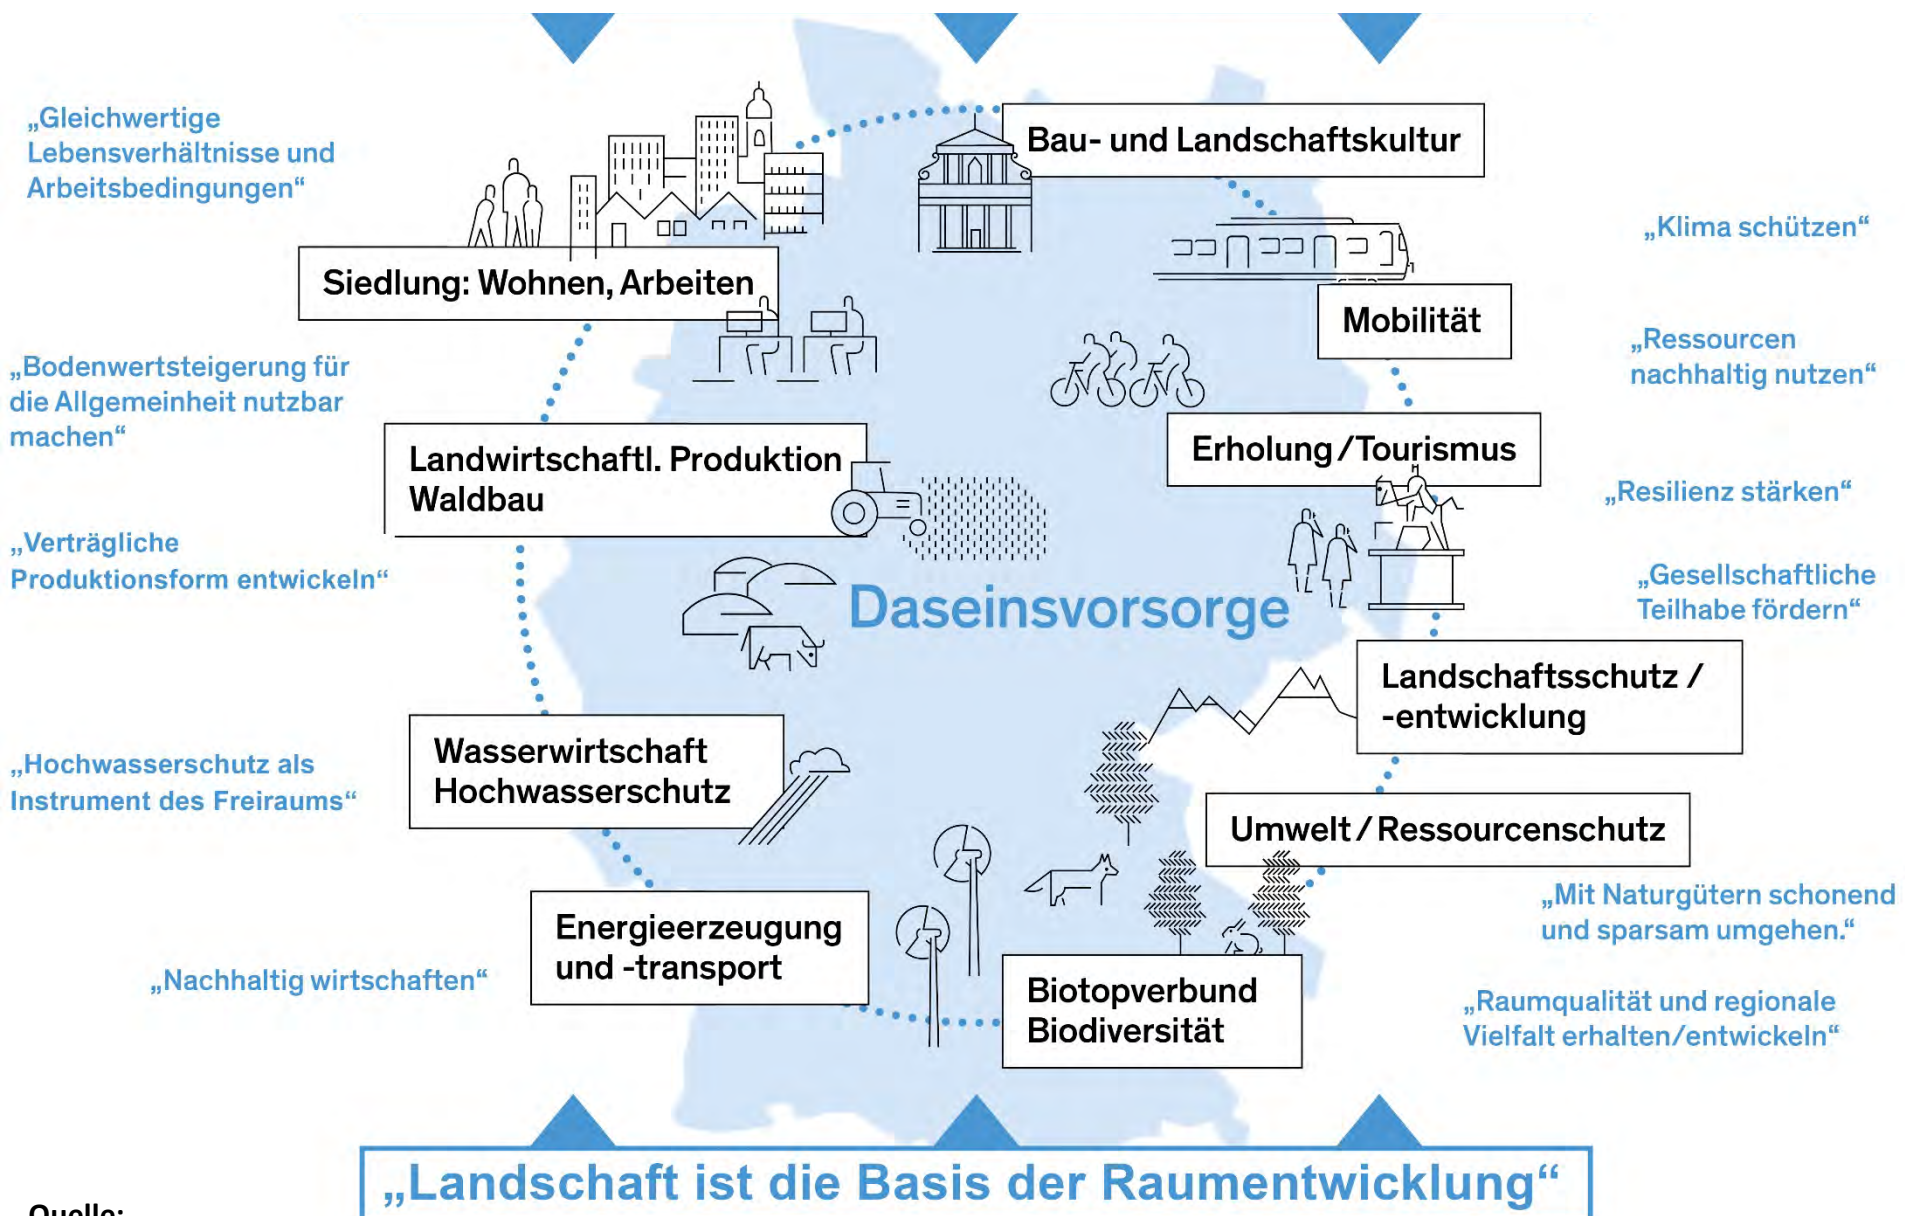 „Gleichwertige
Lebensverhältnisse und
Arbeitsbedingungen“
Bau- und Landschaftskultur
„Klima schützen“
Siedlung: Wohnen, Arbeiten
Mobilität
„Ressourcen
nachhaltig nutzen“
„Bodenwertsteigerung für
die Allgemeinheit nutzbar
machen“
Landwirtschaftl. Produktion
Waldbau
Erholung / Tourismus
„Resilienz stärken“
„Verträgliche
Produktionsform entwickeln“
Daseinsvorsorge
„Gesellschaftliche
Teilhabe fördern“
Landschaftsschutz /
-entwicklung
Wasserwirtschaft
Hochwasserschutz
„Hochwasserschutz als
Instrument des Freiraums“
Umwelt / Ressourcenschutz
Energieerzeugung
und -transport
„Mit Naturgütern schonend
und sparsam umgehen.“
„Nachhaltig wirtschaften“
Biotopverbund
Biodiversität
„Raumqualität und regionale
Vielfalt erhalten/entwickeln“
„Landschaft ist die Basis der Raumentwicklung“
Quelle: